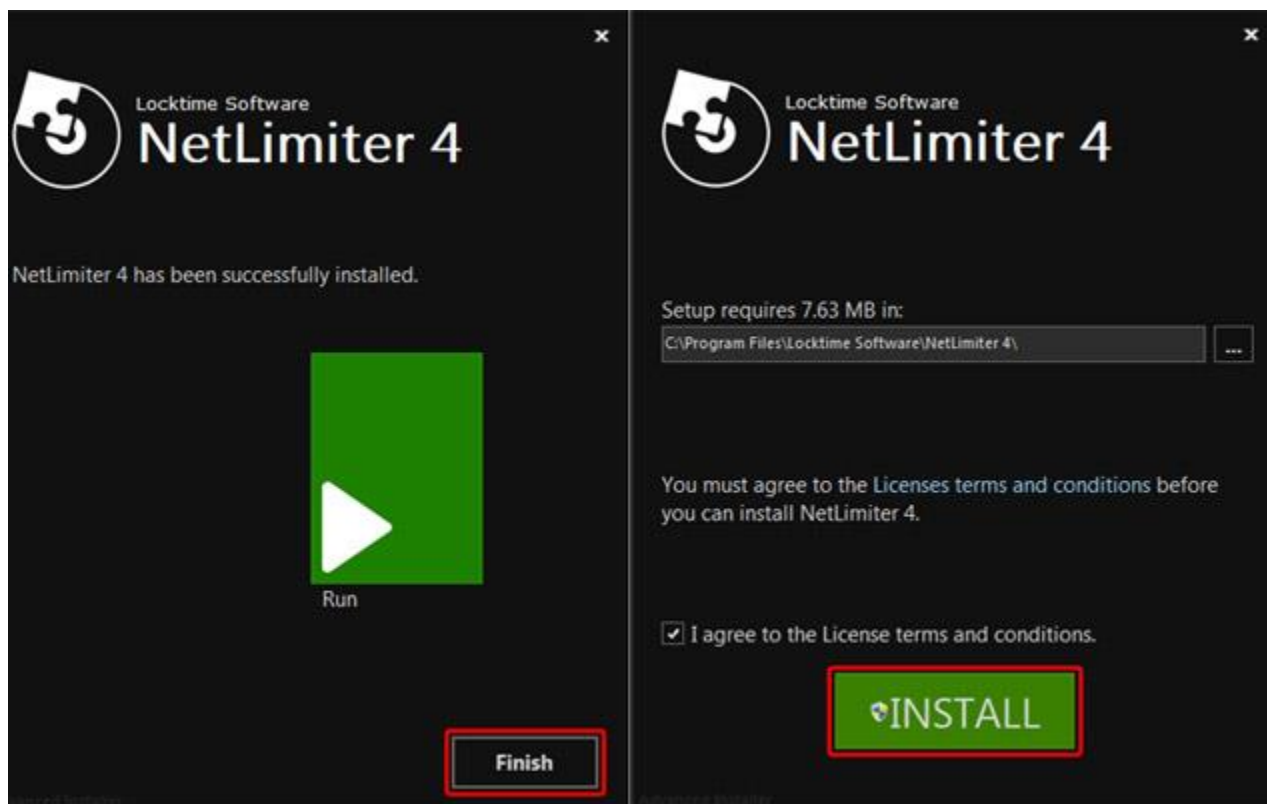 ×
Locktime Software
NetLimiter 4
NetLimiter 4 has been successfully installed.
Run
Finish
×
Locktime Software
NetLimiter 4
Setup requires 7.63 MB in:
C:\Program Files\Locktime Software\NetLimiter 4\
...
You must agree to the Licenses terms and conditions before
you can install NetLimiter 4.
I agree to the License terms and conditions.
INSTALL
Advanced Installer